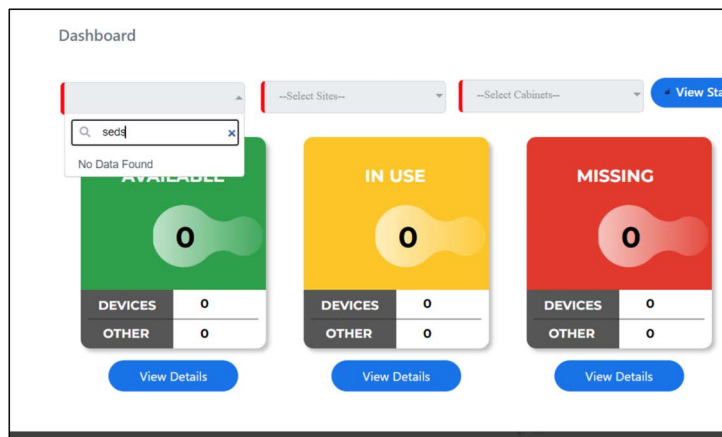 Dashboard
--Select Sites--
--Select Cabinets--
View Sta
seds
No Data Found
AVAILABLE
IN USE
MISSING
0
0
0
DEVICES 0
OTHER 0
DEVICES 0
OTHER 0
DEVICES 0
OTHER 0
View Details
View Details
View Details